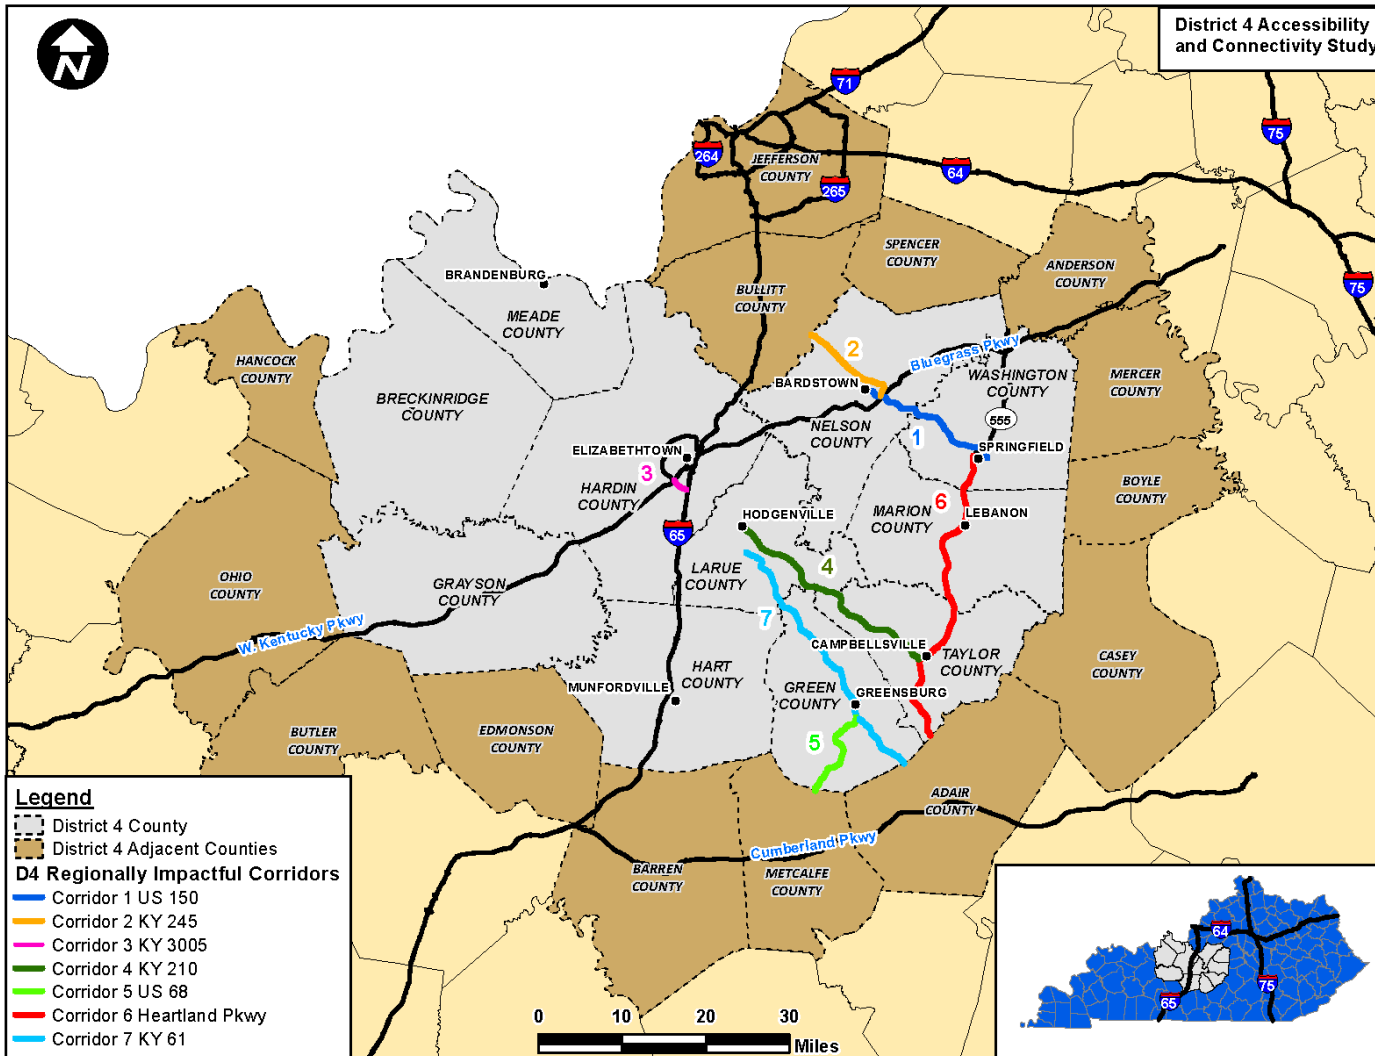 District 4 Accessibility
and Connectivity Study
N
71
75
264
JEFFERSON
COUNTY
64
265
SPENCER
COUNTY
ANDERSON
COUNTY
75
BRANDENBURG
BULLITT
COUNTY
MEADE
COUNTY
HANCOCK
COUNTY
2
Bluegrass Pkwy
MERCER
COUNTY
BARDSTOWN
WASHINGTON
COUNTY
BRECKINRIDGE
COUNTY
NELSON
COUNTY
555
1
ELIZABETHTOWN
SPRINGFIELD
3
HARDIN
COUNTY
BOYLE
COUNTY
6
MARION
COUNTY
HODGENVILLE
LEBANON
65
LARUE
COUNTY
4
OHIO
COUNTY
GRAYSON
COUNTY
7
W. Kentucky Pkwy
CAMPBELLSVILLE
TAYLOR
COUNTY
CASEY
COUNTY
HART
COUNTY
MUNFORDVILLE
GREEN
COUNTY
GREENSBURG
BUTLER
COUNTY
EDMONSON
COUNTY
5
ADAIR
COUNTY
Cumberland Pkwy
BARREN
COUNTY
METCALFE
COUNTY
Legend
District 4 County
District 4 Adjacent Counties
D4 Regionally Impactful Corridors
Corridor 1 US 150
Corridor 2 KY 245
Corridor 3 KY 3005
Corridor 4 KY 210
Corridor 5 US 68
Corridor 6 Heartland Pkwy
Corridor 7 KY 61
0 10 20 30
Miles
64
65
75